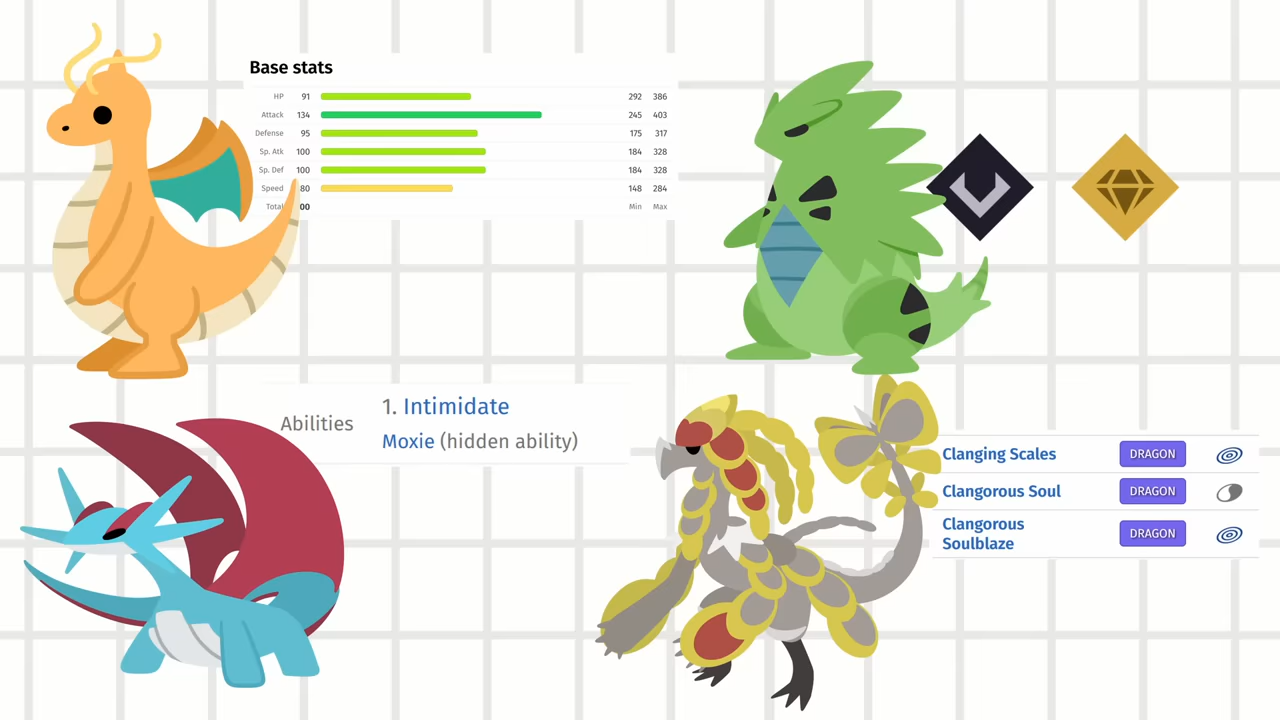 Base stats
HP 91 292 386
Attack 134 245 403
Defense 95 175 317
Sp. Atk 100 184 328
Sp. Def 100 184 328
Speed 80 148 284
Total 00 Min Max
Abilities
1. Intimidate
Moxie (hidden ability)
Clanging Scales DRAGON
Clangorous Soul DRAGON
Clangorous
Soulblaze DRAGON